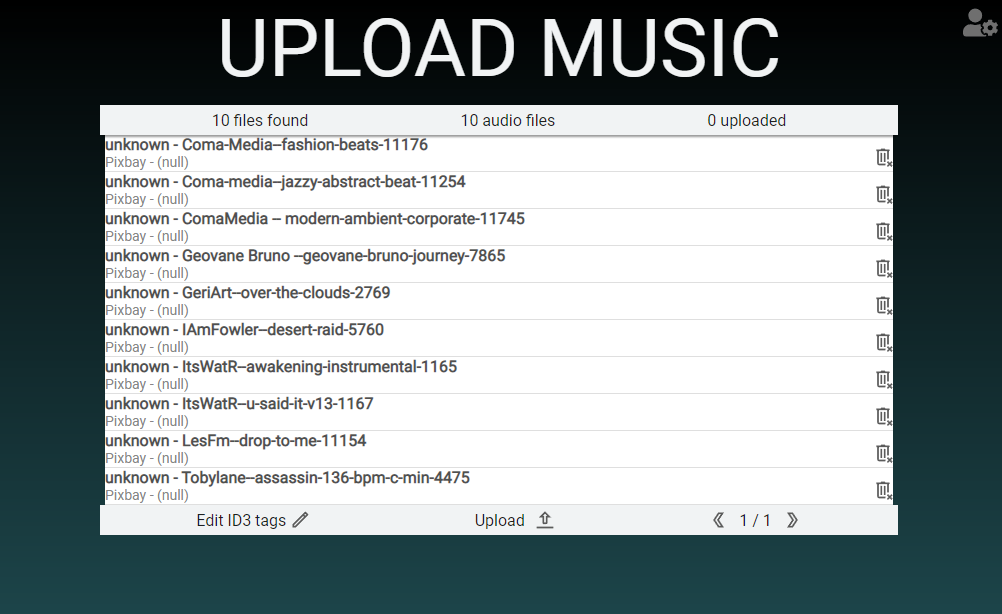 UPLOAD MUSIC
10 files found 10 audio files 0 uploaded
unknown - Coma-Media--fashion-beats-11176
Pixbay - (null)
unknown - Coma-media--jazzy-abstract-beat-11254
Pixbay - (null)
unknown - ComaMedia -- modern-ambient-corporate-11745
Pixbay - (null)
unknown - Geovane Bruno --geovane-bruno-journey-7865
Pixbay - (null)
unknown - GeriArt--over-the-clouds-2769
Pixbay - (null)
unknown - IAmFowler--desert-raid-5760
Pixbay - (null)
unknown - ItsWatR--awakening-instrumental-1165
Pixbay - (null)
unknown - ItsWatR--u-said-it-v13-1167
Pixbay - (null)
unknown - LesFm--drop-to-me-11154
Pixbay - (null)
unknown - Tobylane--assassin-136-bpm-c-min-4475
Pixbay - (null)
Edit ID3 tags Upload 《 1 / 1 》